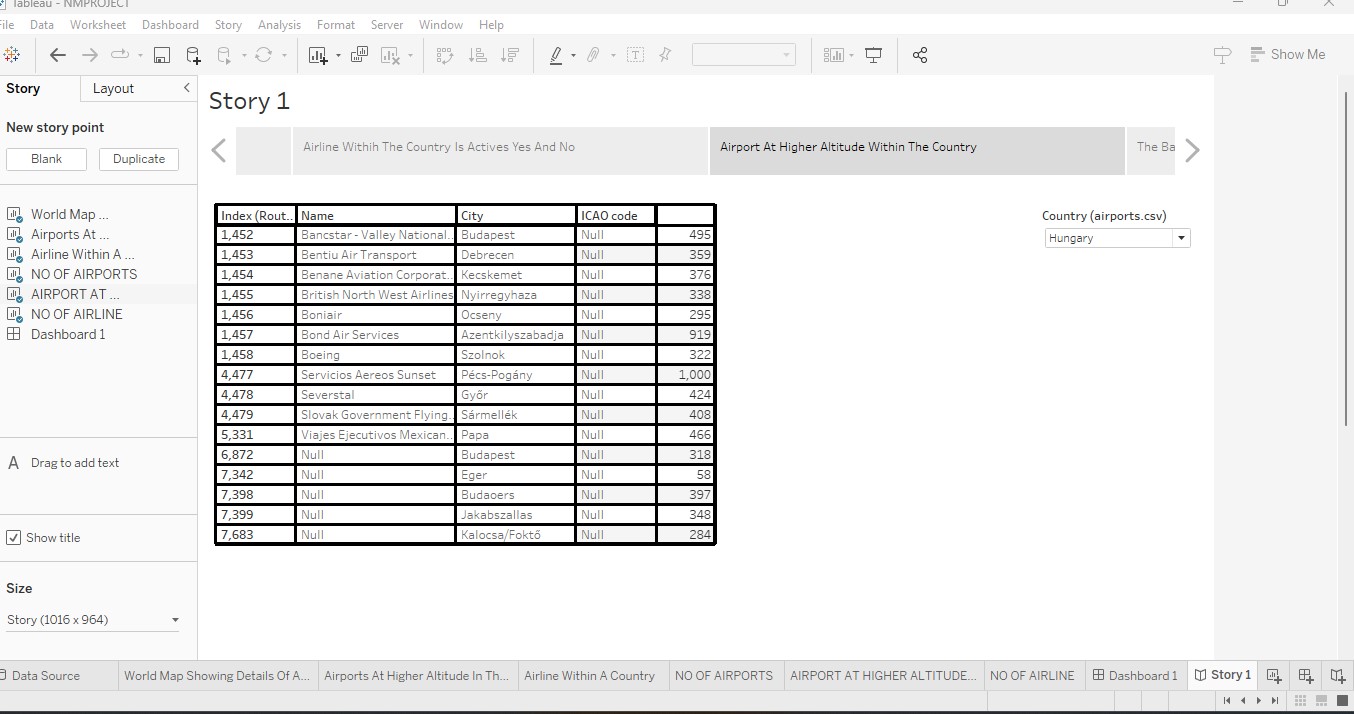 Tableau - NMPROJECT
File Data Worksheet Dashboard Story Analysis Format Server Window Help
Show Me
Story Layout
New story point
Blank Duplicate
World Map ...
Airports At ...
Airline Within A ...
NO OF AIRPORTS
AIRPORT AT ...
NO OF AIRLINE
Dashboard 1
A Drag to add text
Show title
Size
Story (1016 x 964)
Story 1
Airline Withih The Country Is Actives Yes And No
Airport At Higher Altitude Within The Country
The Ba
Index (Rout.. Name City ICAO code
1,452 Bancstar - Valley National.. Budapest Null 495
1,453 Bentiu Air Transport Debrecen Null 359
1,454 Benane Aviation Corporat.. Kecskemet Null 376
1,455 British North West Airlines Nyirregyhaza Null 338
1,456 Boniair Ocseny Null 295
1,457 Bond Air Services Azentkilyszabadja Null 919
1,458 Boeing Szolnok Null 322
4,477 Servicios Aereos Sunset Pécs-Pogány Null 1,000
4,478 Severstal Győr Null 424
4,479 Slovak Government Flying.. Sármellék Null 408
5,331 Viajes Ejecutivos Mexican.. Papa Null 466
6,872 Null Budapest Null 318
7,342 Null Eger Null 58
7,398 Null Budaoers Null 397
7,399 Null Jakabszallas Null 348
7,683 Null Kalocsa/Foktő Null 284
Country (airports.csv)
Hungary
Data Source World Map Showing Details Of A... Airports At Higher Altitude In Th... Airline Within A Country NO OF AIRPORTS AIRPORT AT HIGHER ALTITUDE... NO OF AIRLINE Dashboard 1 Story 1